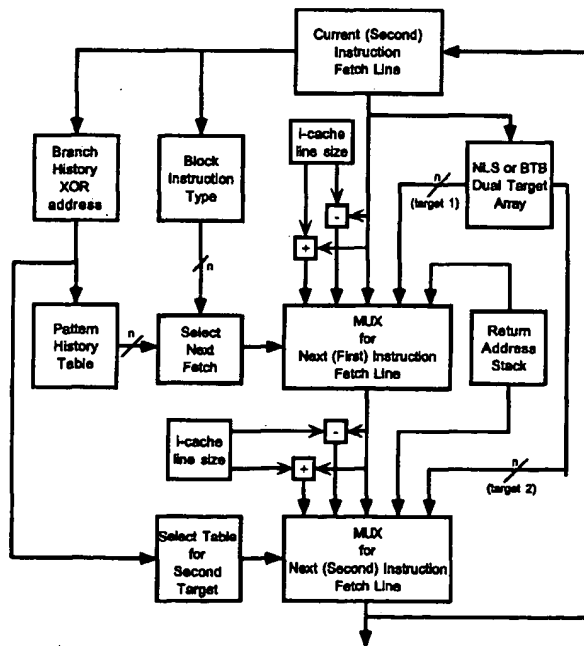 Current (Second)
Instruction
Fetch Line
i-cache
line size
Branch
History
XOR
address
Block
Instruction
Type
NLS or BTB
Dual Target
Array
n
(target 1)
-
+
n
Pattern
History
Table
n
Select
Next
Fetch
MUX
for
Next (First) Instruction
Fetch Line
Return
Address
Stack
i-cache
line size
-
+
n
(target 2)
Select Table
for
Second
Target
MUX
for
Next (Second) Instruction
Fetch Line